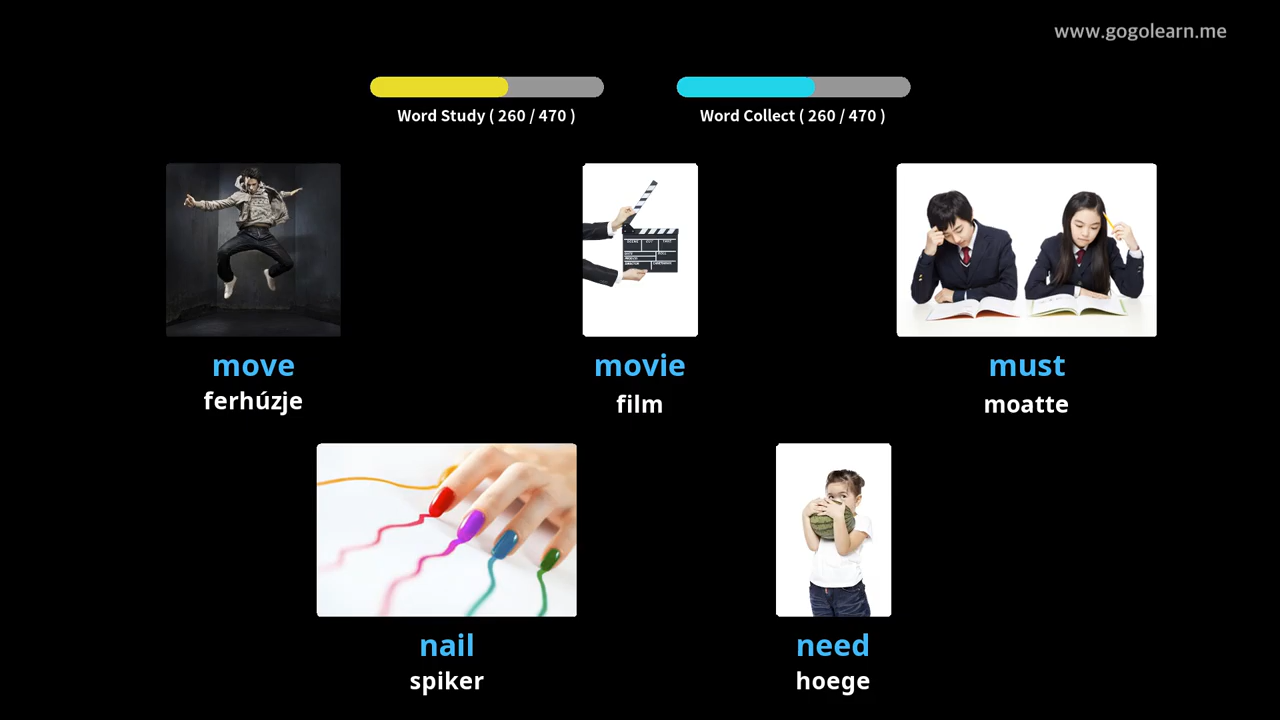 www.gogolearn.me
Word Study ( 260 / 470 )
Word Collect ( 260 / 470 )
move
ferhúzje
movie
film
must
moatte
nail
spiker
need
hoege